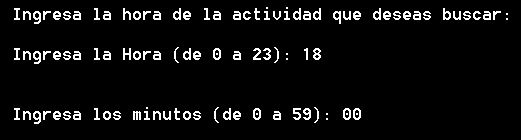 Ingresa la hora de la actividad que deseas buscar:
Ingresa la Hora (de 0 a 23): 18
Ingresa los minutos (de 0 a 59): 00